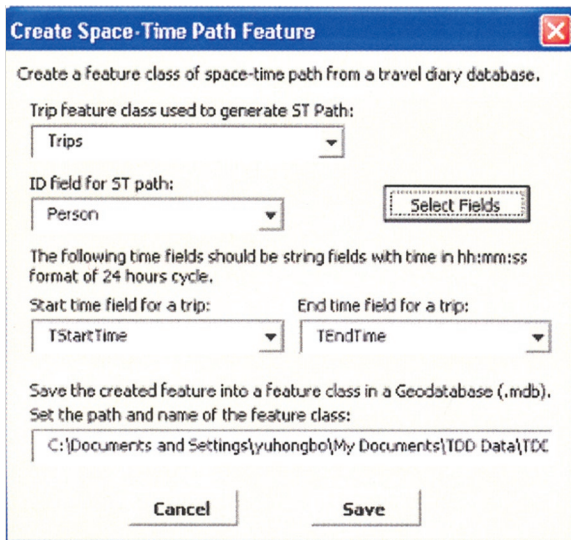 Create Space-Time Path Feature
Create a feature class of space-time path from a travel diary database.
Trip feature class used to generate ST Path:
Trips
ID field for ST path:
Person
Select Fields
The following time fields should be string fields with time in hh:mm:ss
format of 24 hours cycle.
Start time field for a trip:
End time field for a trip:
TStartTime
TEndTime
Save the created feature into a feature class in a Geodatabase (.mdb).
Set the path and name of the feature class:
C:\Documents and Settings\yuhongbo\My Documents\TDD Data\TDD
Cancel
Save